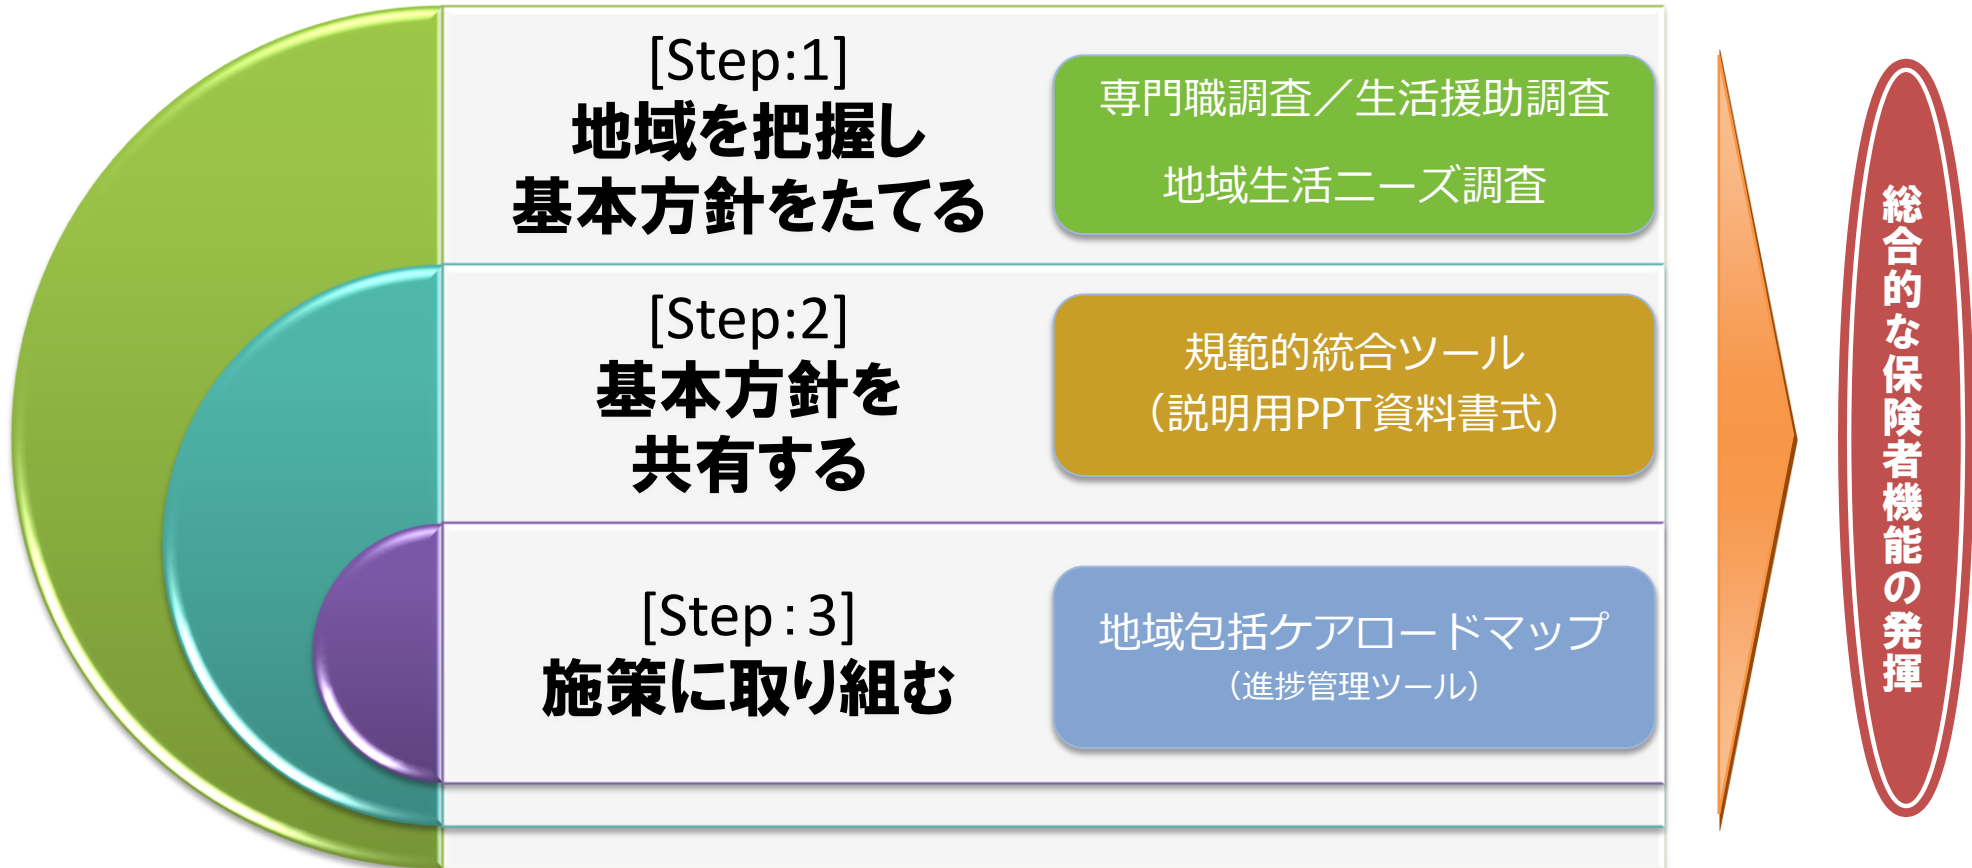 [Step:1]
地域を把握し
基本方針をたてる
専門職調査／生活援助調査
地域生活ニーズ調査
[Step:2]
基本方針を
共有する
規範的統合ツール
（説明用PPT資料書式）
[Step：3]
施策に取り組む
地域包括ケアロードマップ
（進捗管理ツール）
総合的な保険者機能の発揮